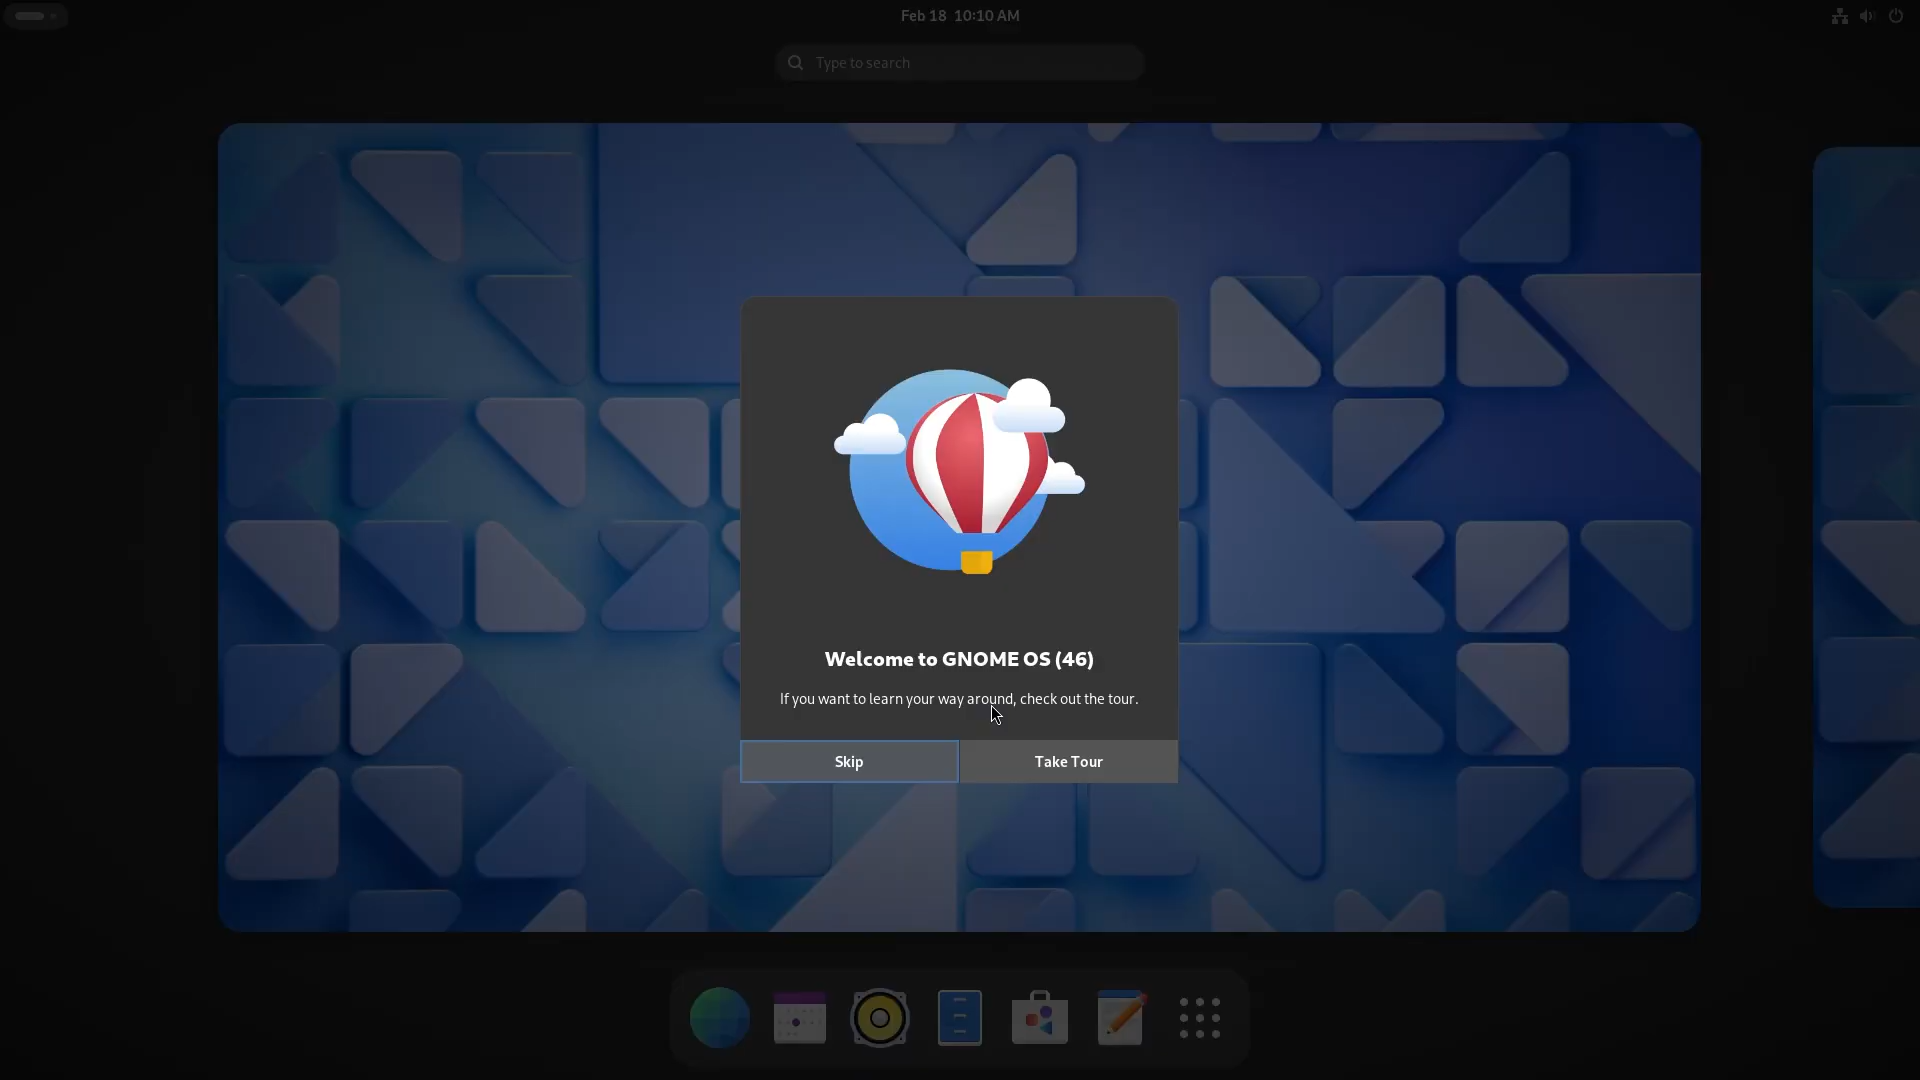 Feb 18 10:10 AM
Type to search
Welcome to GNOME OS (46)
If you want to learn your way around, check out the tour.
Skip
Take Tour